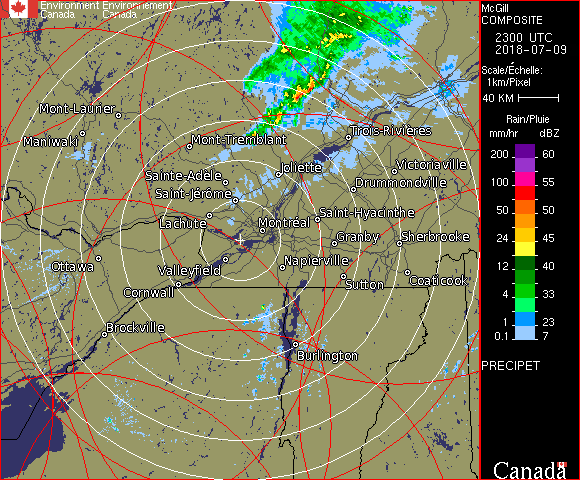 Environment Environnement
Canada Canada
McGill
COMPOSITE
2300 UTC
2018-07-09
Scale/Échelle:
1km/Pixel
40 KM
Rain/Pluie
mm/hr dBZ
200 60
100 55
50 50
24 45
12 40
4 33
1 23
0.1 7
PRECIPET
Canada
Mont-Laurier
Maniwaki
Mont-Tremblant
Trois-Rivières
Sainte-Adèle
Joliette
Victoriaville
Saint-Jérôme
Drummondville
Lachute
Montréal
Saint-Hyacinthe
Granby
Sherbrooke
Ottawa
Valleyfield
Napierville
Cornwall
Sutton
Coaticook
Brockville
Burlington